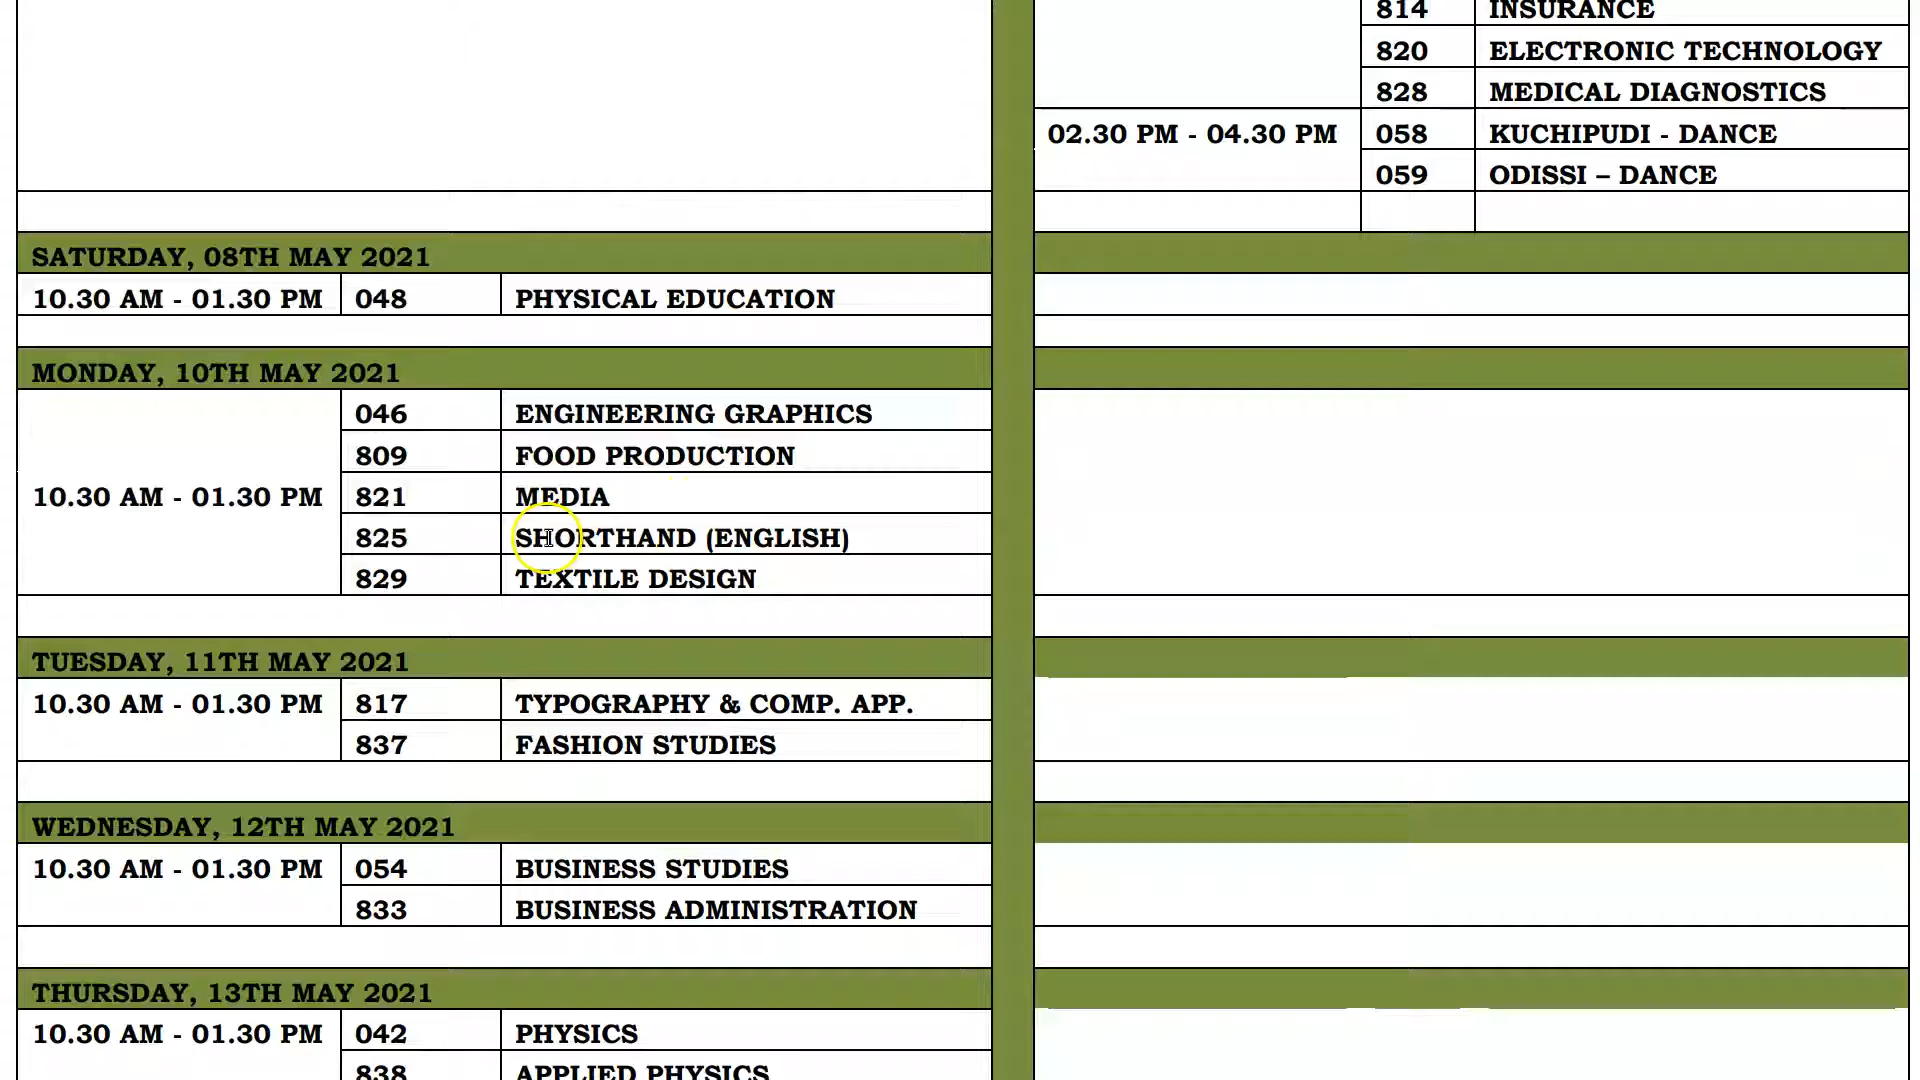 814 INSURANCE
820 ELECTRONIC TECHNOLOGY
828 MEDICAL DIAGNOSTICS
02.30 PM - 04.30 PM 058 KUCHIPUDI - DANCE
059 ODISSI – DANCE
SATURDAY, 08TH MAY 2021
10.30 AM - 01.30 PM 048 PHYSICAL EDUCATION
MONDAY, 10TH MAY 2021
046 ENGINEERING GRAPHICS
809 FOOD PRODUCTION
10.30 AM - 01.30 PM 821 MEDIA
825 SHORTHAND (ENGLISH)
829 TEXTILE DESIGN
TUESDAY, 11TH MAY 2021
10.30 AM - 01.30 PM 817 TYPOGRAPHY & COMP. APP.
837 FASHION STUDIES
WEDNESDAY, 12TH MAY 2021
10.30 AM - 01.30 PM 054 BUSINESS STUDIES
833 BUSINESS ADMINISTRATION
THURSDAY, 13TH MAY 2021
10.30 AM - 01.30 PM 042 PHYSICS
838 APPLIED PHYSICS